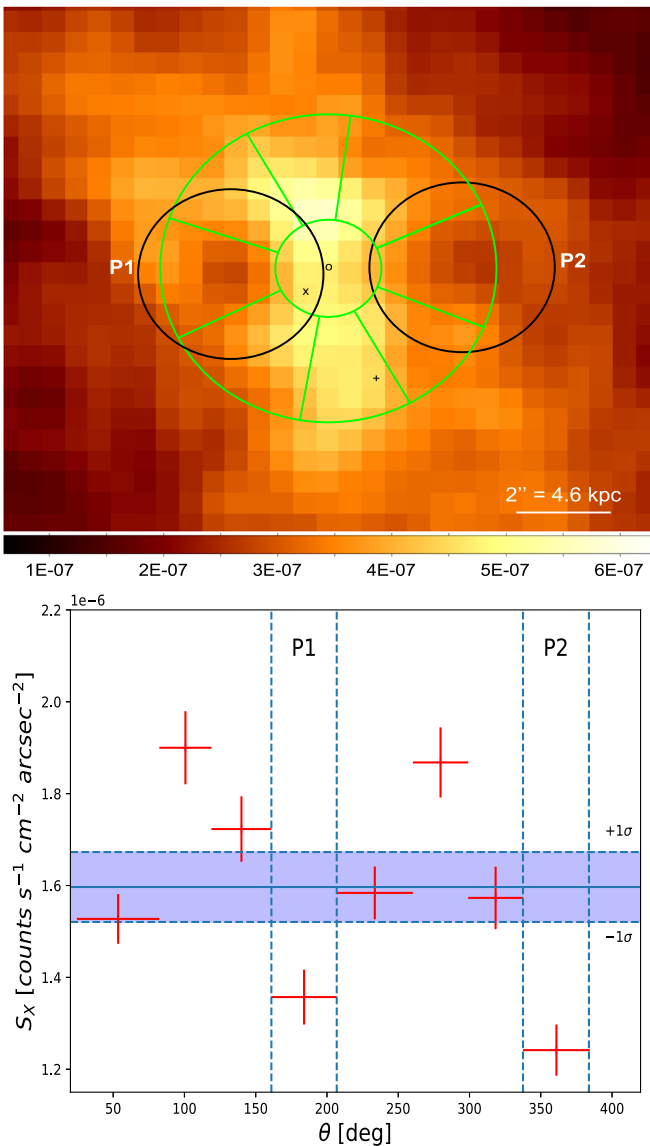 P1
P2
o
x
+
2’’ = 4.6 kpc
1E-07 2E-07 3E-07 4E-07 5E-07 6E-07
1e−6
P1 P2
2.2
2.0
1.8
1.6
1.4
1.2
+1σ
−1σ
S_X [counts s⁻¹ cm⁻² arcsec⁻²]
50 100 150 200 250 300 350 400
θ [deg]